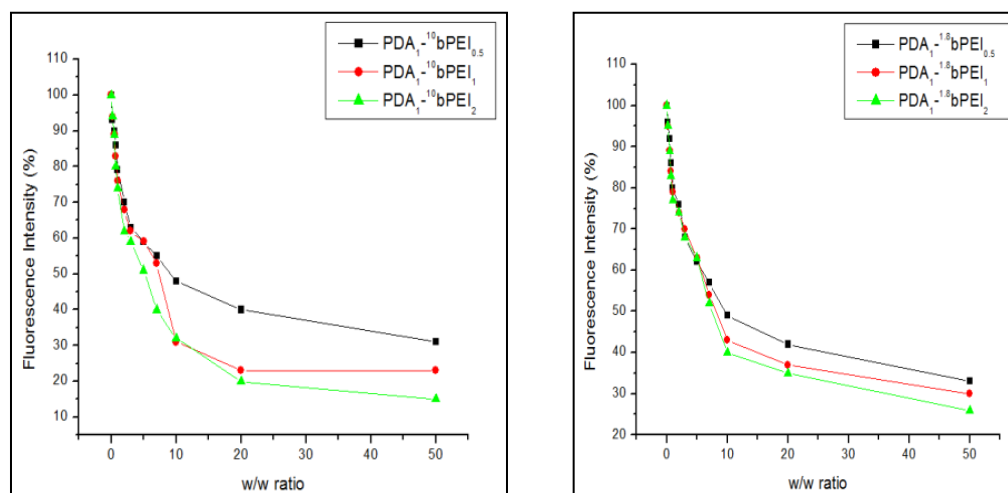 PDA₁-¹⁰bPEI₀.₅
PDA₁-¹⁰bPEI₁
PDA₁-¹⁰bPEI₂
110
100
90
80
70
60
50
40
30
20
10
Fluorescence Intensity (%)
0 10 20 30 40 50
w/w ratio
PDA₁-¹·⁸bPEI₀.₅
PDA₁-¹·⁸bPEI₁
PDA₁-¹·⁸bPEI₂
110
100
90
80
70
60
50
40
30
20
Fluorescence Intensity (%)
0 10 20 30 40 50
w/w ratio